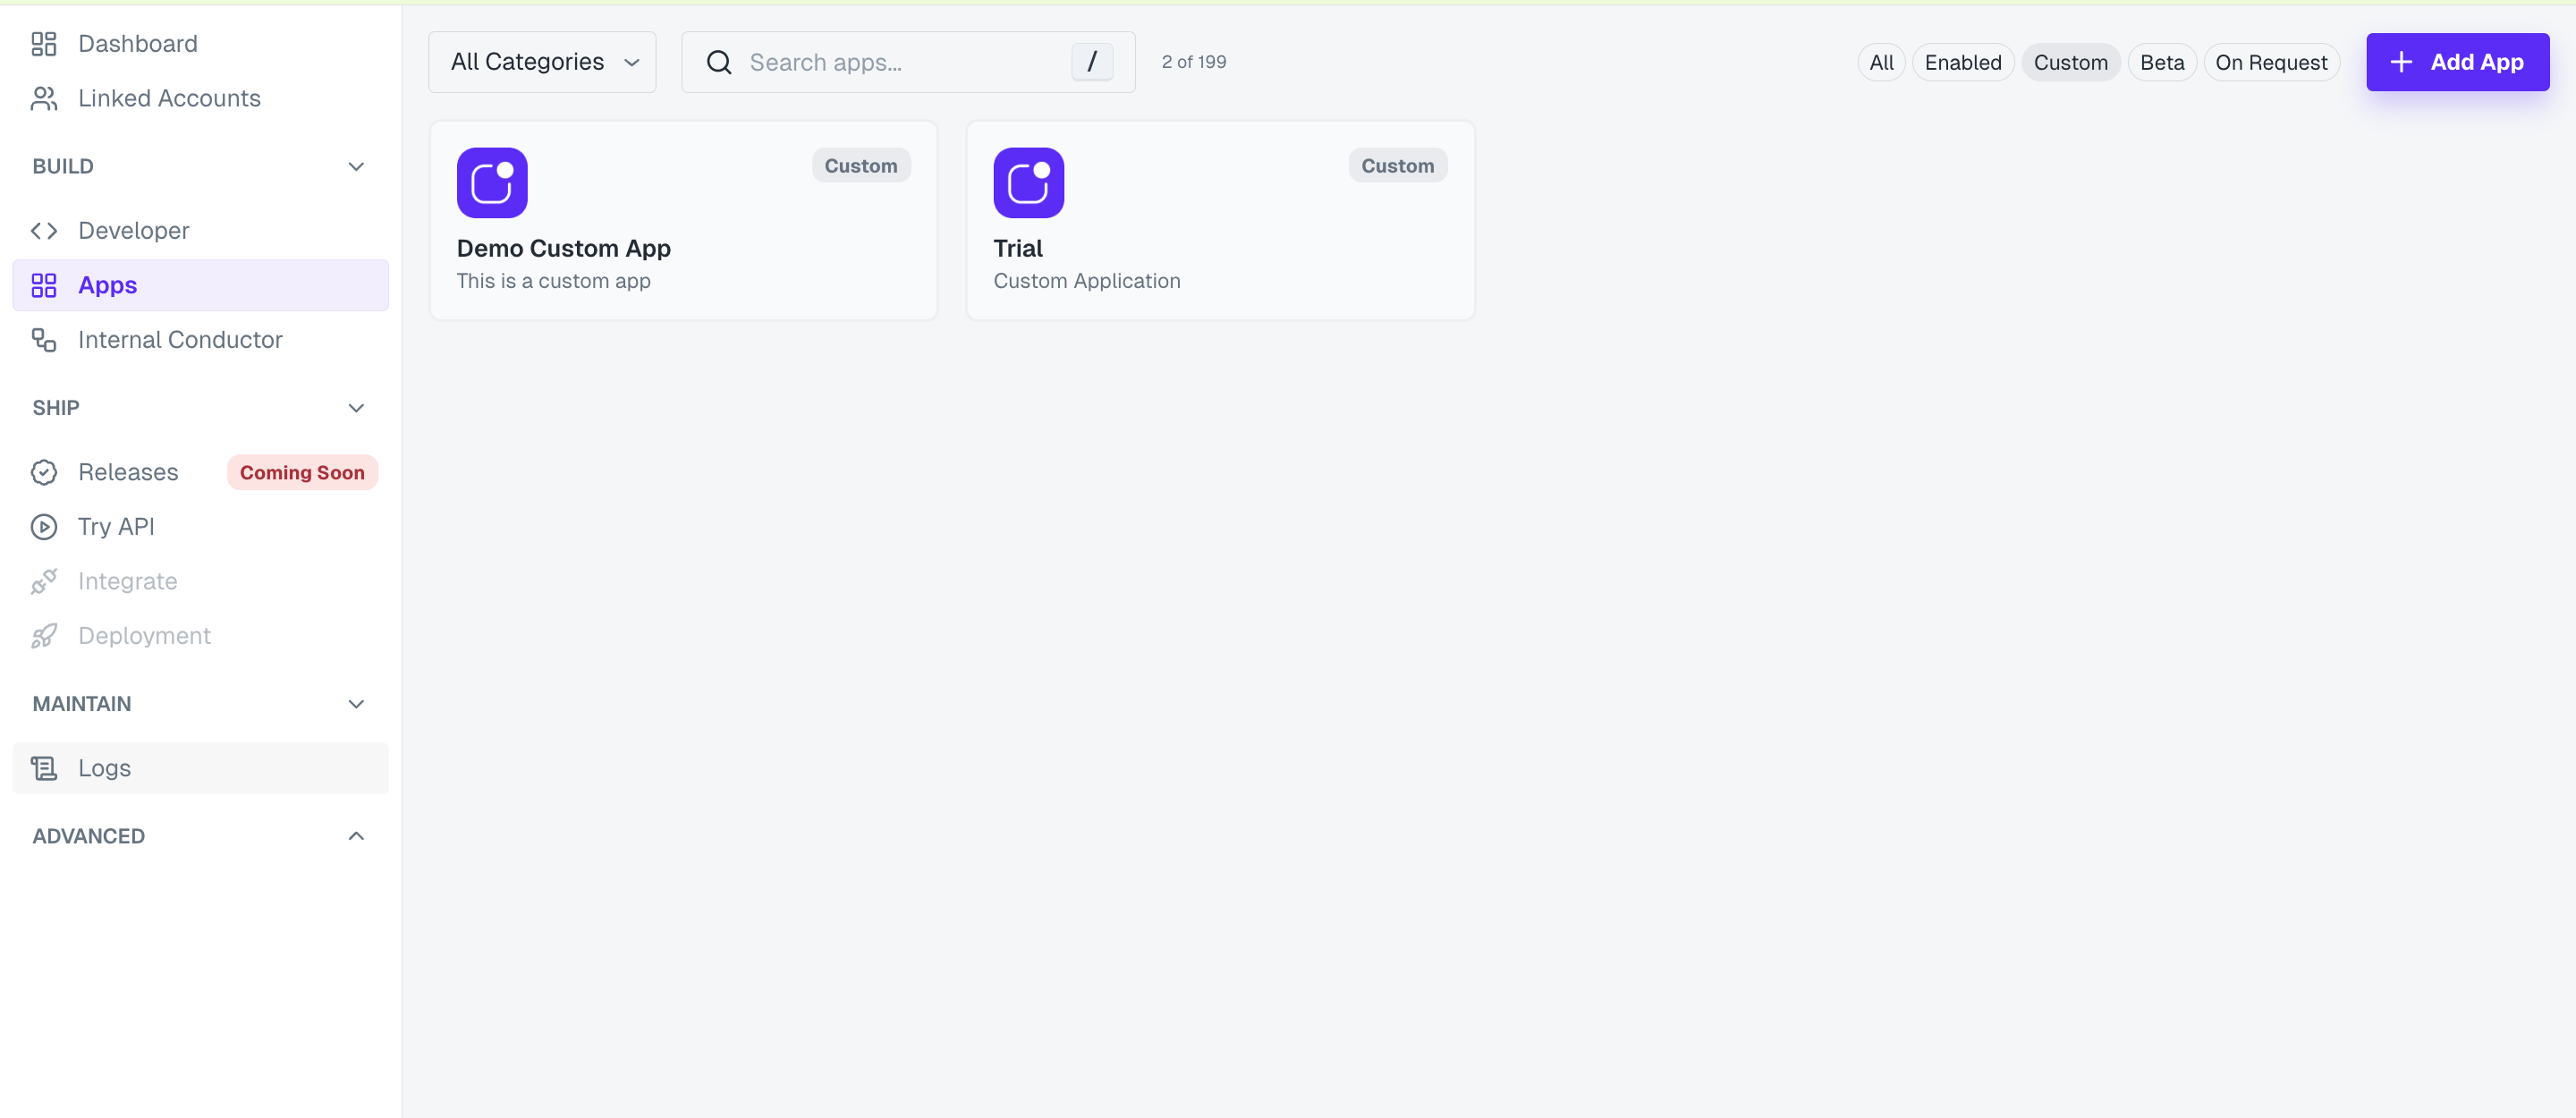 Dashboard
Linked Accounts
BUILD
Developer
Apps
Internal Conductor
SHIP
Releases Coming Soon
Try API
Integrate
Deployment
MAINTAIN
Logs
ADVANCED
All Categories Search apps... / 2 of 199 All Enabled Custom Beta On Request Add App
Custom
Demo Custom App
This is a custom app
Custom
Trial
Custom Application